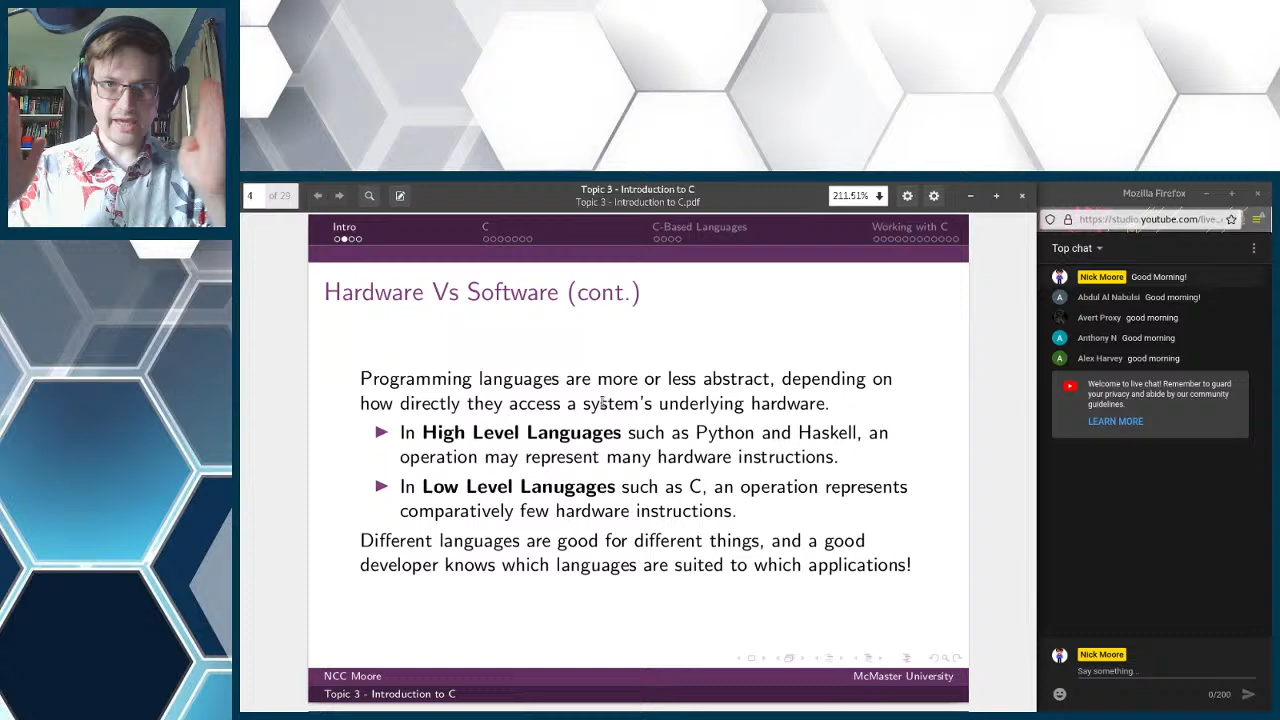 4 of 29
Topic 3 - Introduction to C
Topic 3 - Introduction to C.pdf
211.51%
Intro
C
C-Based Languages
Working with C
Hardware Vs Software (cont.)
Programming languages are more or less abstract, depending on
how directly they access a system's underlying hardware.
In High Level Languages such as Python and Haskell, an
operation may represent many hardware instructions.
In Low Level Lanugages such as C, an operation represents
comparatively few hardware instructions.
Different languages are good for different things, and a good
developer knows which languages are suited to which applications!
NCC Moore
McMaster University
Topic 3 - Introduction to C
Mozilla Firefox
https://studio.youtube.com/live_
Top chat
Nick Moore Good Morning!
A Abdul Al Nabulsi Good morning!
Avert Proxy good morning
A Anthony N Good morning
A Alex Harvey good morning
Welcome to live chat! Remember to guard
your privacy and abide by our community
guidelines.
LEARN MORE
Nick Moore
Say something...
0/200